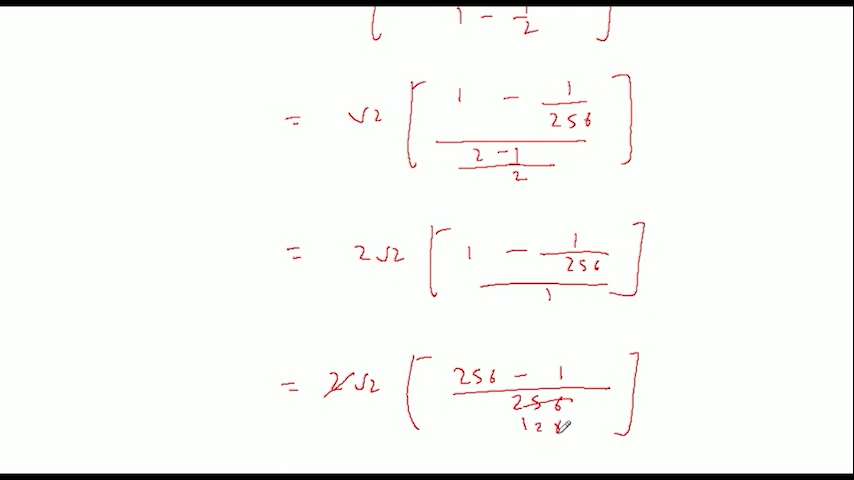 [ 1 - 1/2 ]
= √2 [ 1 - 1/256 / 2 - 1/2 ]
= 2√2 [ 1 - 1/256 / 1 ]
= 2√2 [ 256 - 1 / 256 ]
12